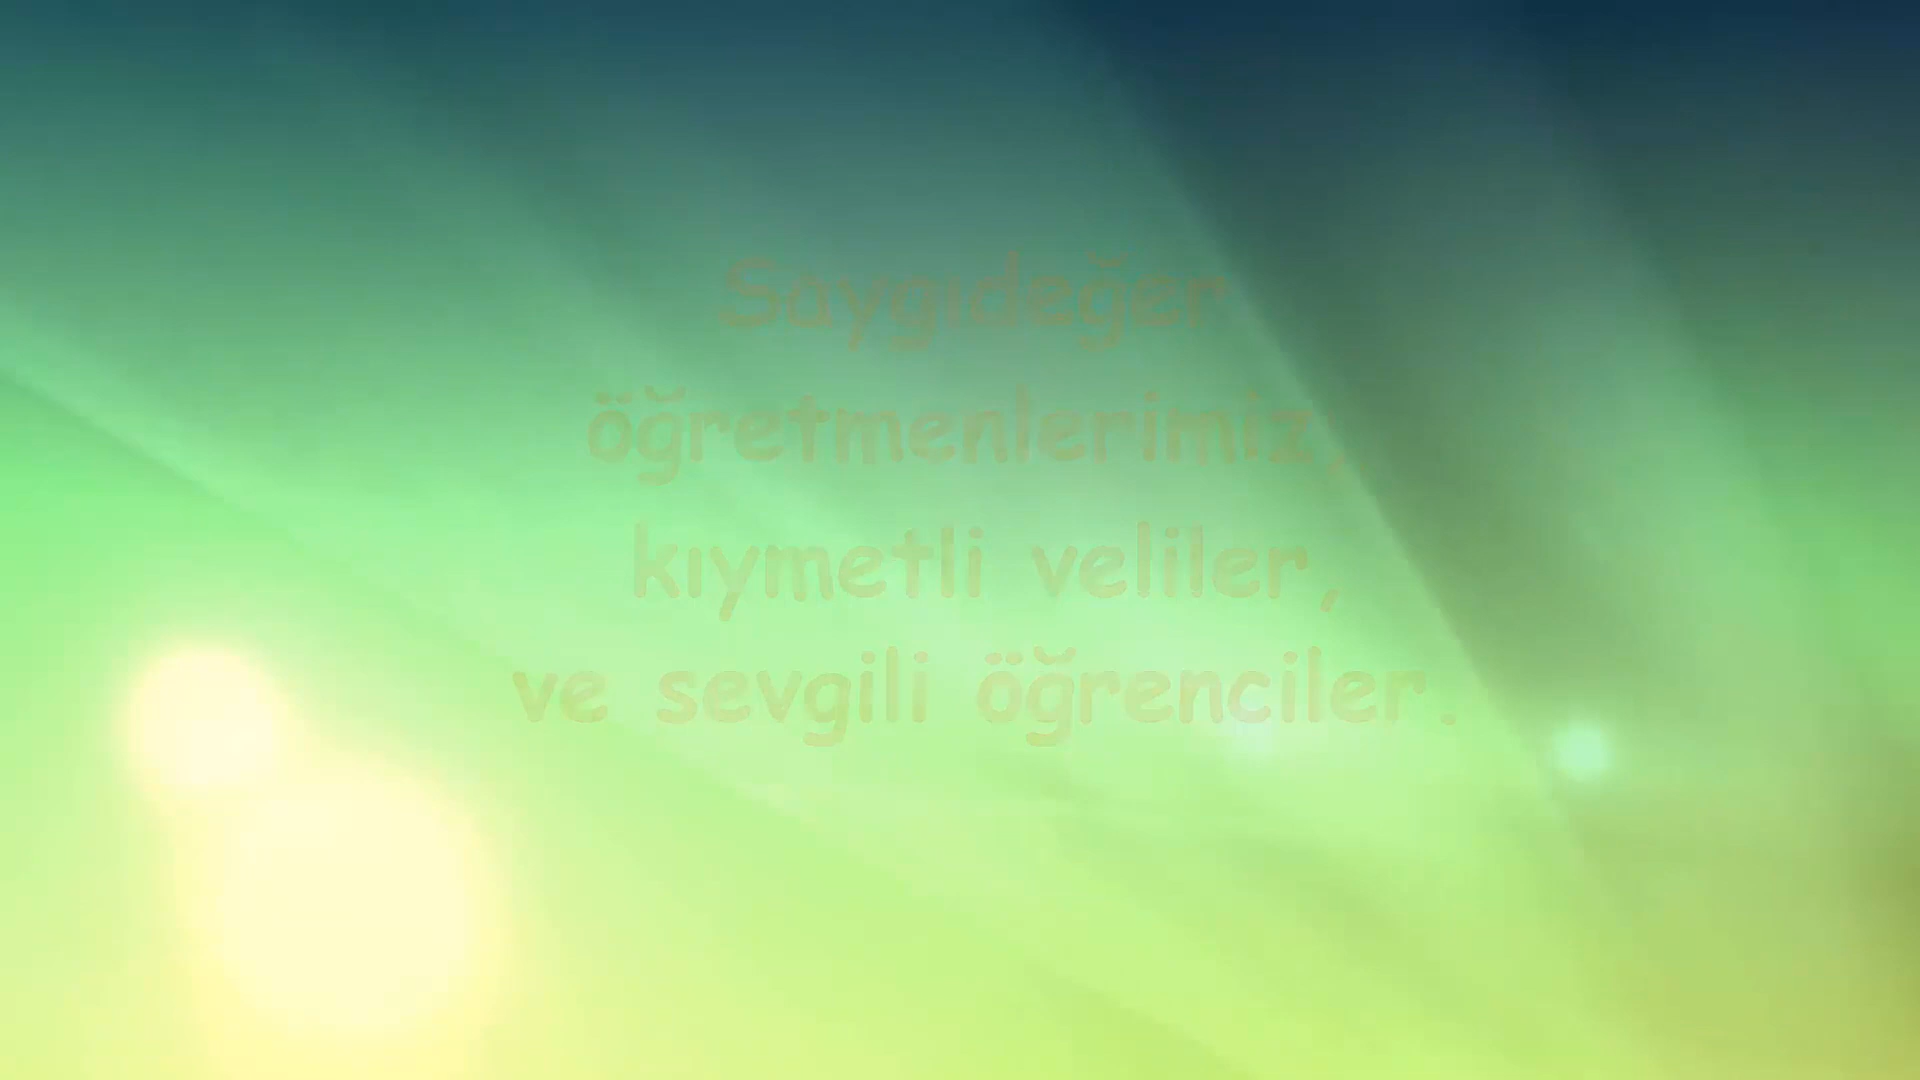 Saygıdeğer
öğretmenlerimiz,
kıymetli veliler,
ve sevgili öğrenciler.